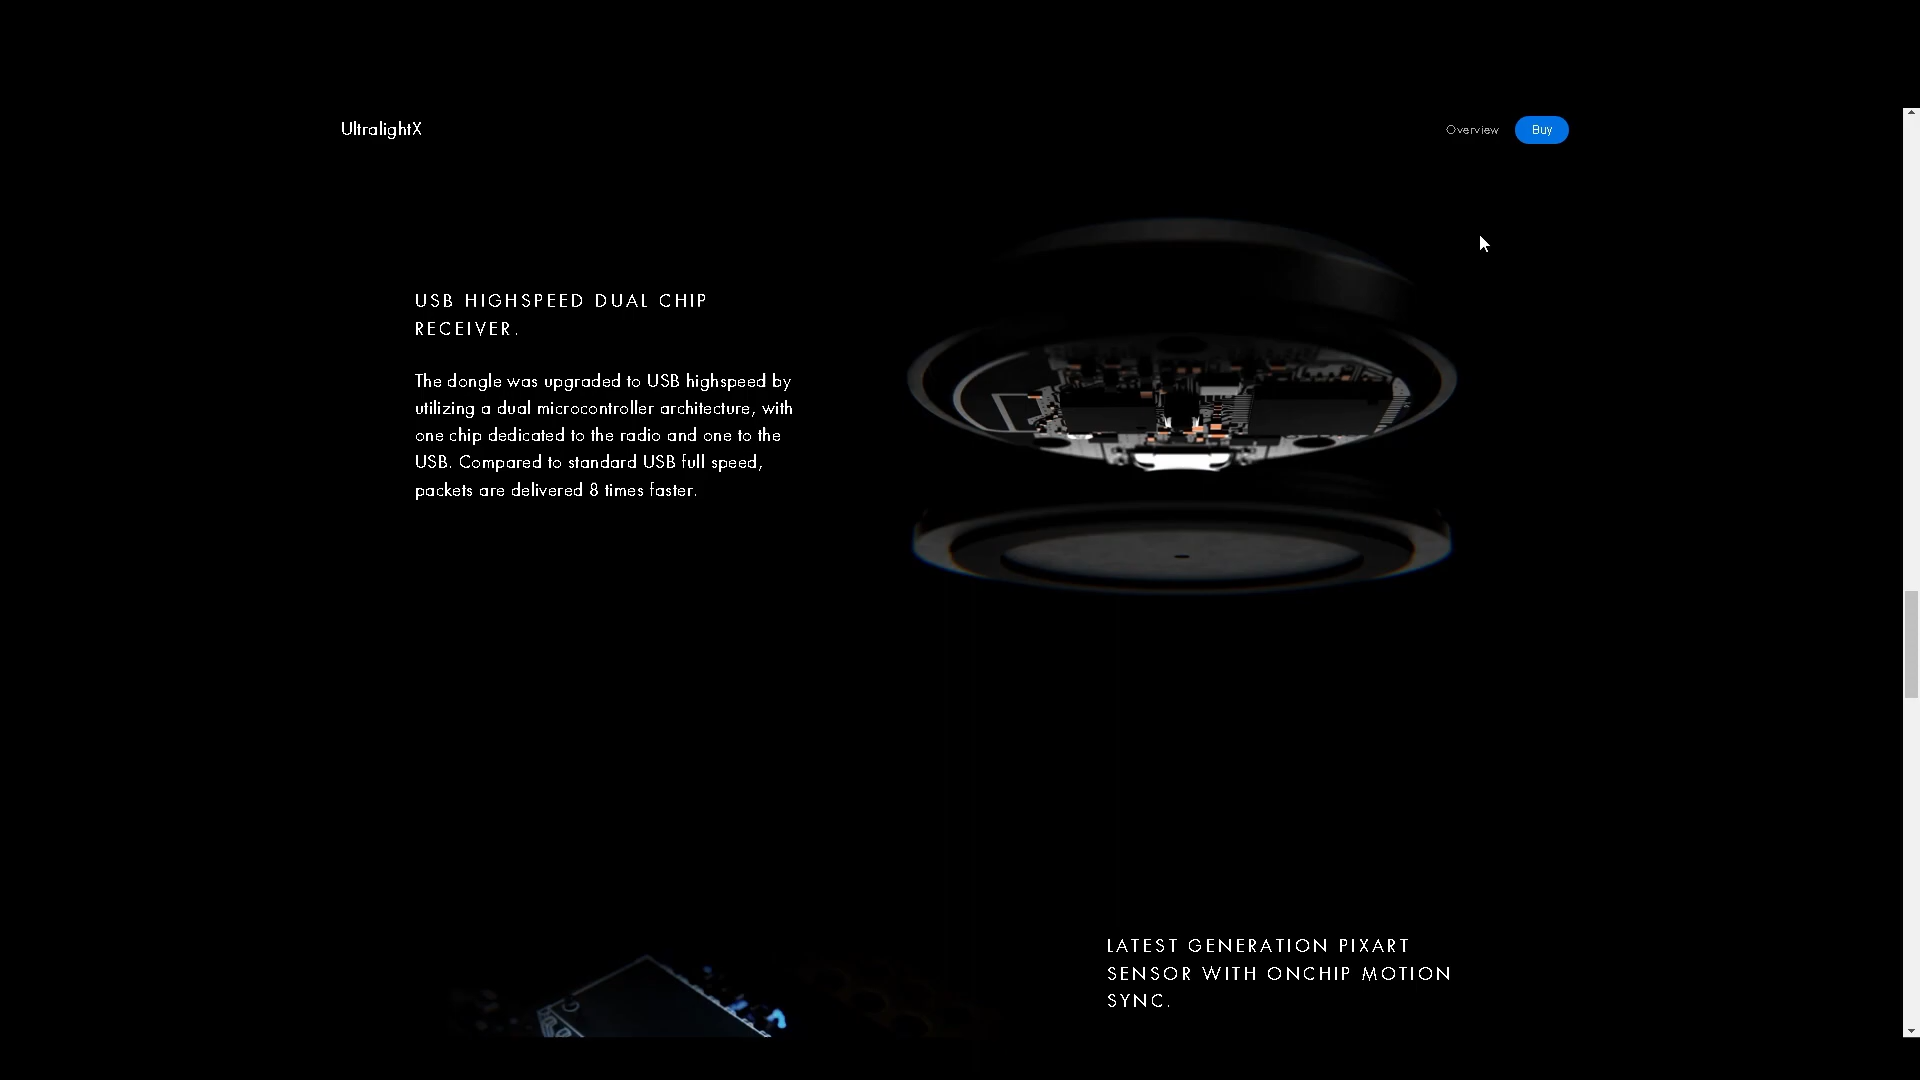 UltralightX
Overview
Buy
USB HIGHSPEED DUAL CHIP
RECEIVER.
The dongle was upgraded to USB highspeed by
utilizing a dual microcontroller architecture, with
one chip dedicated to the radio and one to the
USB. Compared to standard USB full speed,
packets are delivered 8 times faster.
LATEST GENERATION PIXART
SENSOR WITH ONCHIP MOTION
SYNC.